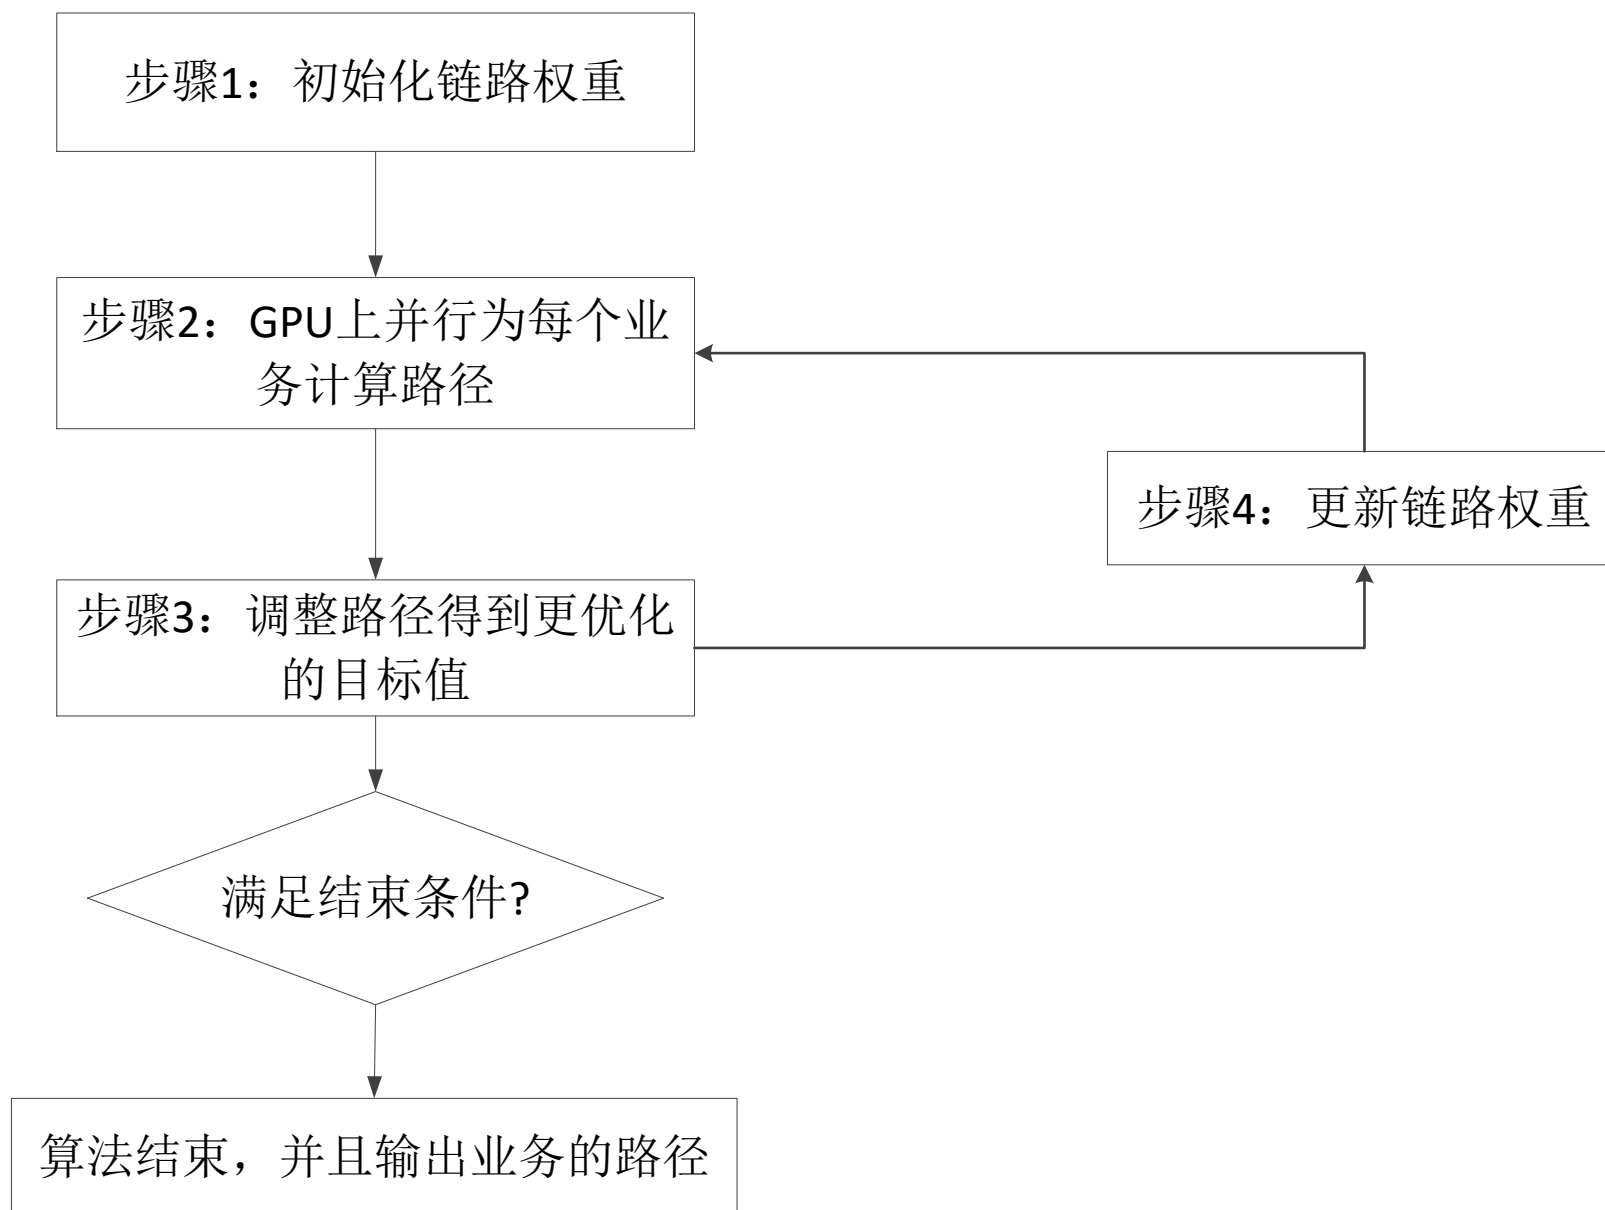 步骤1：初始化链路权重
步骤2：GPU上并行为每个业
务计算路径
步骤4：更新链路权重
步骤3：调整路径得到更优化
的目标值
满足结束条件?
算法结束，并且输出业务的路径